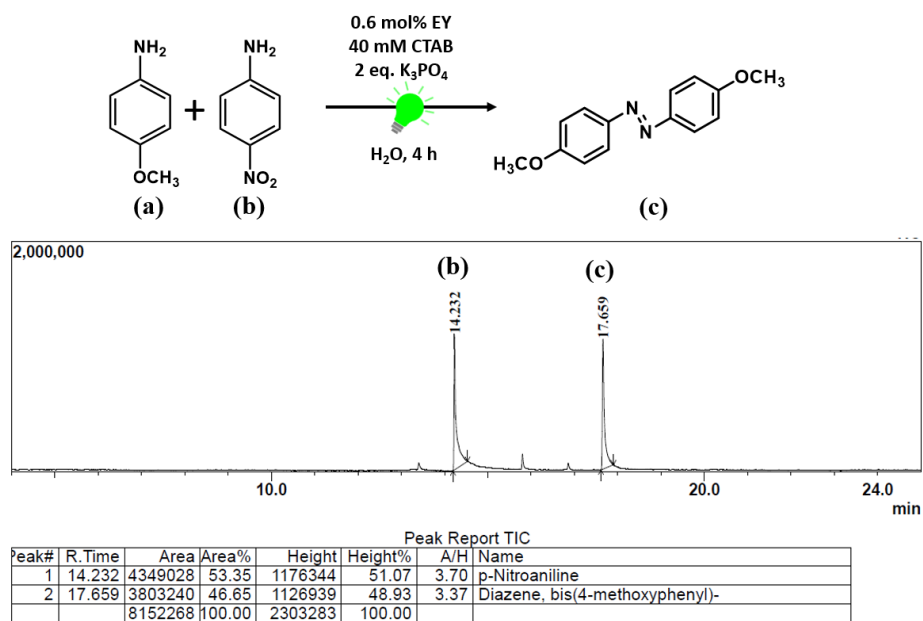 NH₂
NH₂
0.6 mol% EY
40 mM CTAB
2 eq. K₃PO₄
+
OCH₃
N
N
OCH₃
NO₂
H₂O, 4 h
H₃CO
(a)
(b)
(c)
2,000,000
(b)
(c)
14.232
17.659
10.0
20.0
24.0
min
Peak Report TIC
Peak# R.Time Area Area% Height Height% A/H Name
1 14.232 4349028 53.35 1176344 51.07 3.70 p-Nitroaniline
2 17.659 3803240 46.65 1126939 48.93 3.37 Diazene, bis(4-methoxyphenyl)-
8152268 100.00 2303283 100.00